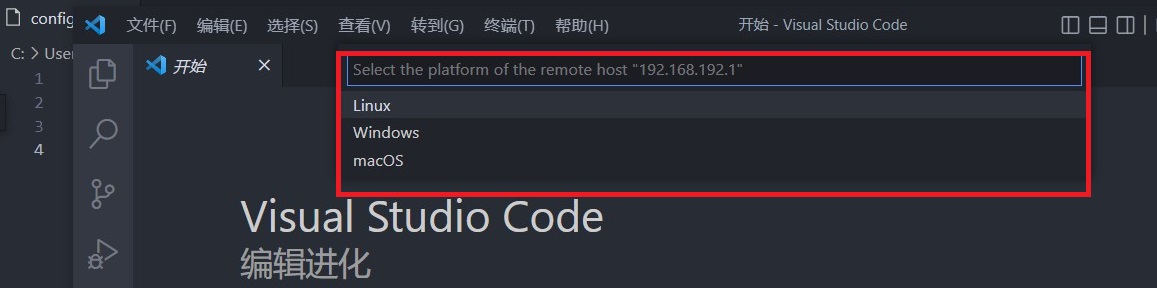 config
文件(F) 编辑(E) 选择(S) 查看(V) 转到(G) 终端(T) 帮助(H) 开始 - Visual Studio Code
C: > User
开始
Select the platform of the remote host "192.168.192.1"
1
Linux
2
Windows
3
macOS
4
Visual Studio Code
编辑进化